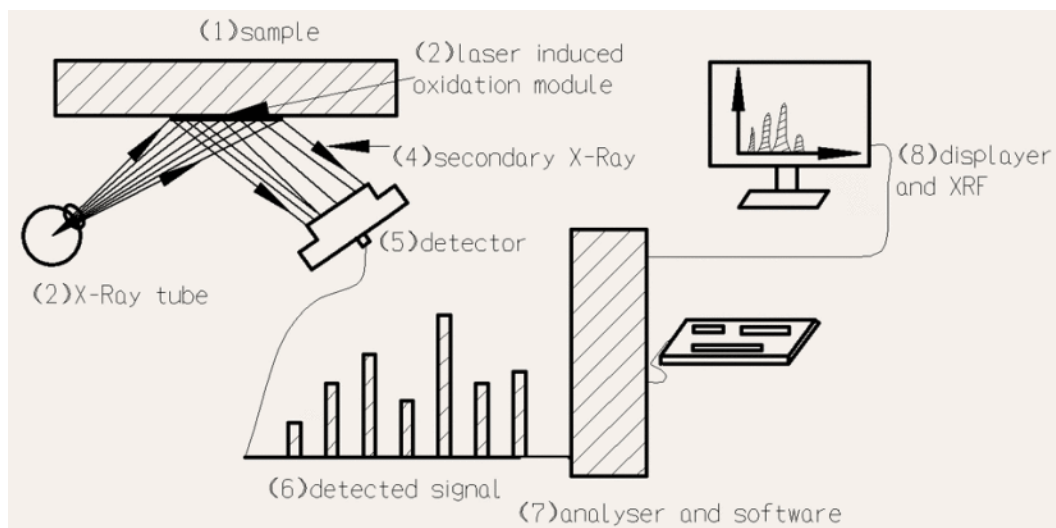 (1)sample
(2)laser induced
oxidation module
(4)secondary X-Ray
(5)detector
(2)X-Ray tube
(8)displayer
and XRF
(6)detected signal
(7)analyser and software